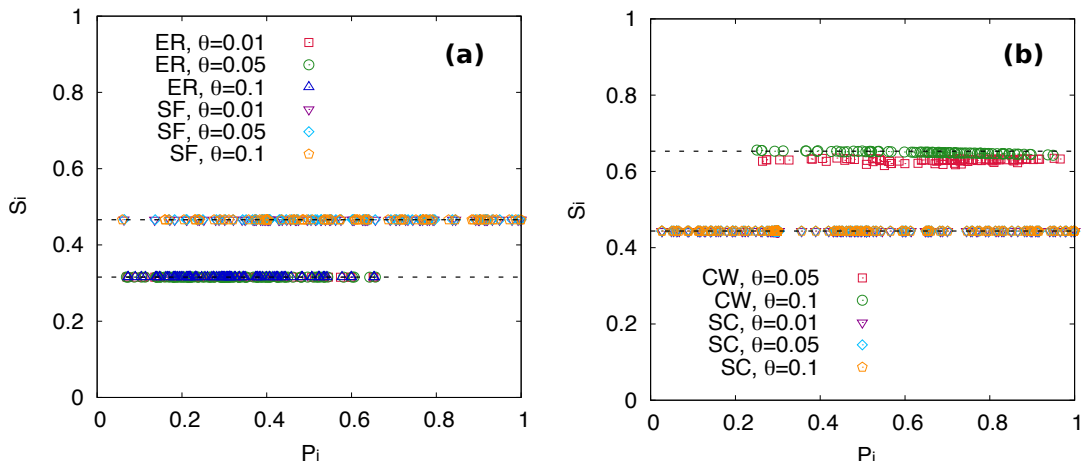 (a)
ER, θ=0.01
ER, θ=0.05
ER, θ=0.1
SF, θ=0.01
SF, θ=0.05
SF, θ=0.1
1
0.8
0.6
0.4
0.2
0
Si
0 0.2 0.4 0.6 0.8 1
Pi
(b)
1
0.8
0.6
0.4
0.2
0
Si
CW, θ=0.05
CW, θ=0.1
SC, θ=0.01
SC, θ=0.05
SC, θ=0.1
0 0.2 0.4 0.6 0.8 1
Pi